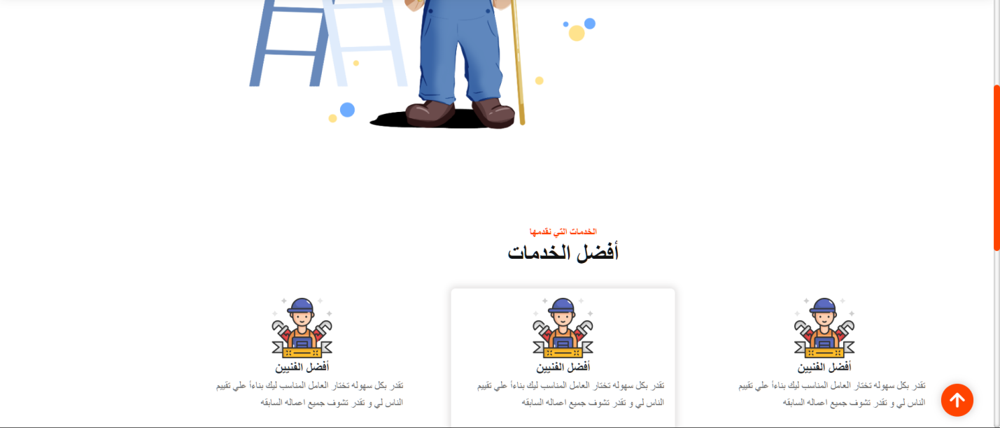 الخدمات التي نقدمها
أفضل الخدمات
أفضل الفنيين
تقدر بكل سهوله تختار العامل المناسب ليك بناءاً علي تقييم
الناس لي و تقدر تشوف جميع اعماله السابقه
أفضل الفنيين
تقدر بكل سهوله تختار العامل المناسب ليك بناءاً علي تقييم
الناس لي و تقدر تشوف جميع اعماله السابقه
أفضل الفنيين
تقدر بكل سهوله تختار العامل المناسب ليك بناءاً علي تقييم
الناس لي و تقدر تشوف جميع اعماله السابقه